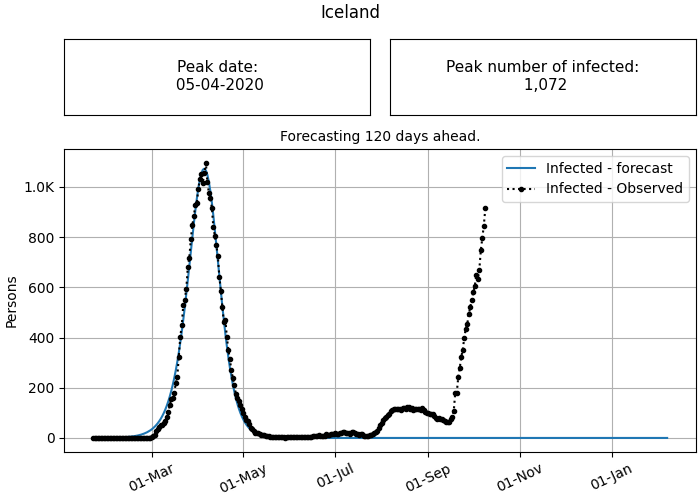 Iceland
Peak date:
05-04-2020
Peak number of infected:
1,072
Forecasting 120 days ahead.
Infected - forecast
Infected - Observed
1.0K
800
600
400
200
0
Persons
01-Mar
01-May
01-Jul
01-Sep
01-Nov
01-Jan